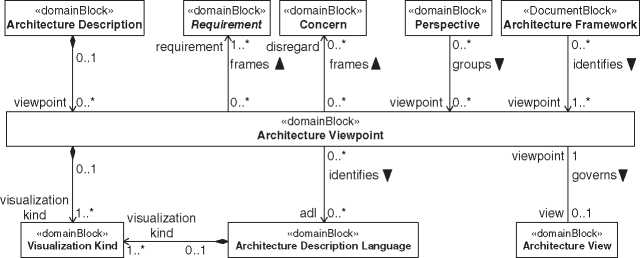 «domainBlock» «domainBlock» «domainBlock» «domainBlock» «DocumentBlock»
Architecture Description Requirement Concern Perspective Architecture Framework
requirement 1..* disregard 0..* 0..* 0..*
0..1 frames ▲ frames ▲ groups ▼ identifies ▼
viewpoint 0..* 0..* 0..* viewpoint 0..* viewpoint 1..*
«domainBlock»
Architecture Viewpoint
0..1 0..* viewpoint 1
identifies ▼ governs ▼
visualization
kind 1..* visualization
kind adl 0..* view 0..1
«domainBlock» 1..* 0..1 «domainBlock» «domainBlock»
Visualization Kind Architecture Description Language Architecture View